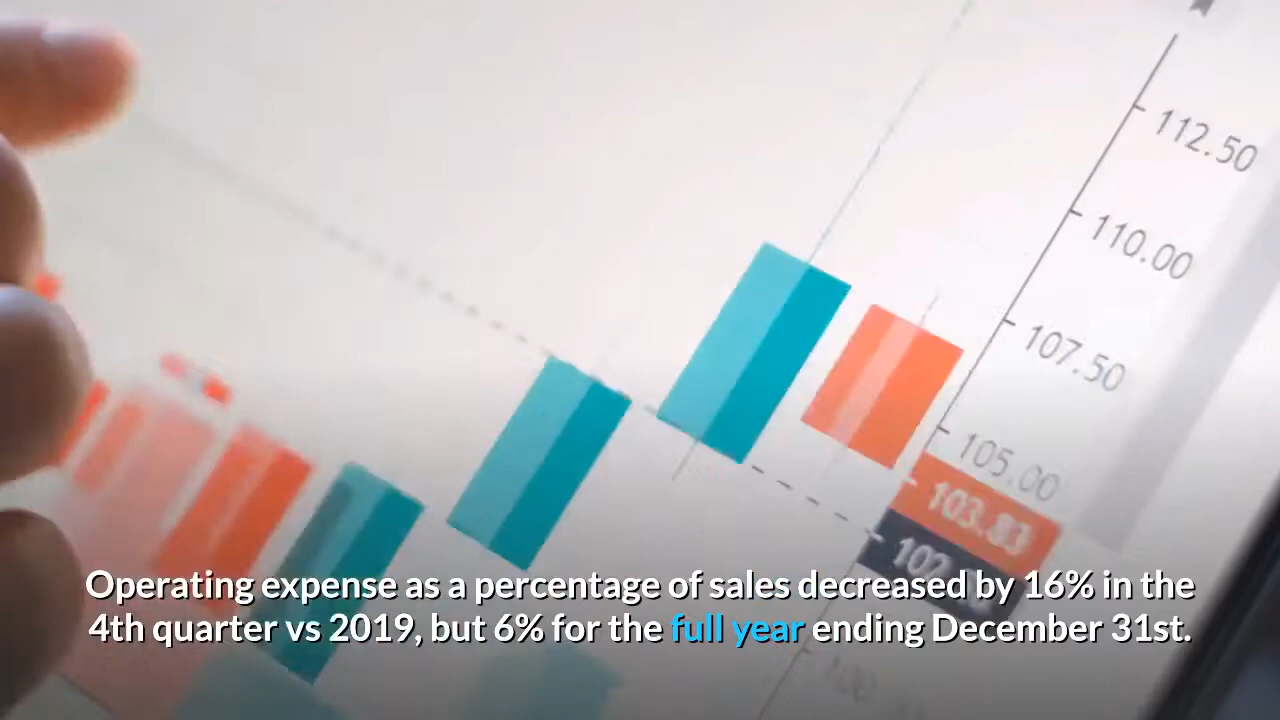 112.50
110.00
107.50
105.00
103.83
Operating expense as a percentage of sales decreased by 16% in the
4th quarter vs 2019, but 6% for the full year ending December 31st.